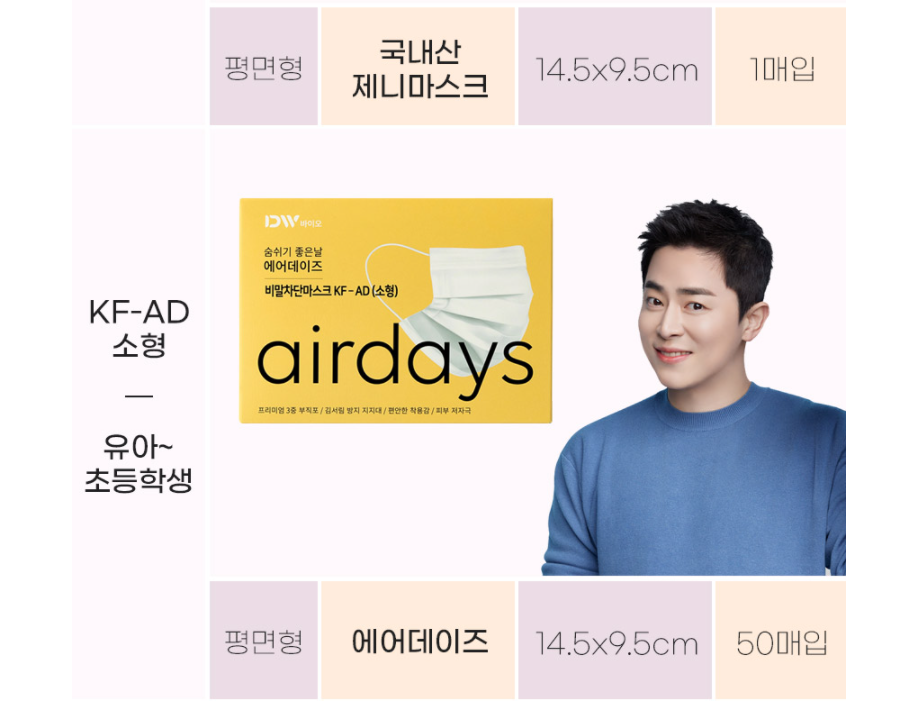 평면형
국내산
제니마스크
14.5x9.5cm
1매입
KF-AD
소형
—
유아~
초등학생
DW바이오
숨쉬기 좋은날
에어데이즈
비말차단마스크 KF-AD (소형)
airdays
프리미엄 3중 부직포 / 김서림 방지 지지대 / 편안한 착용감 / 피부 저자극
평면형
에어데이즈
14.5x9.5cm
50매입